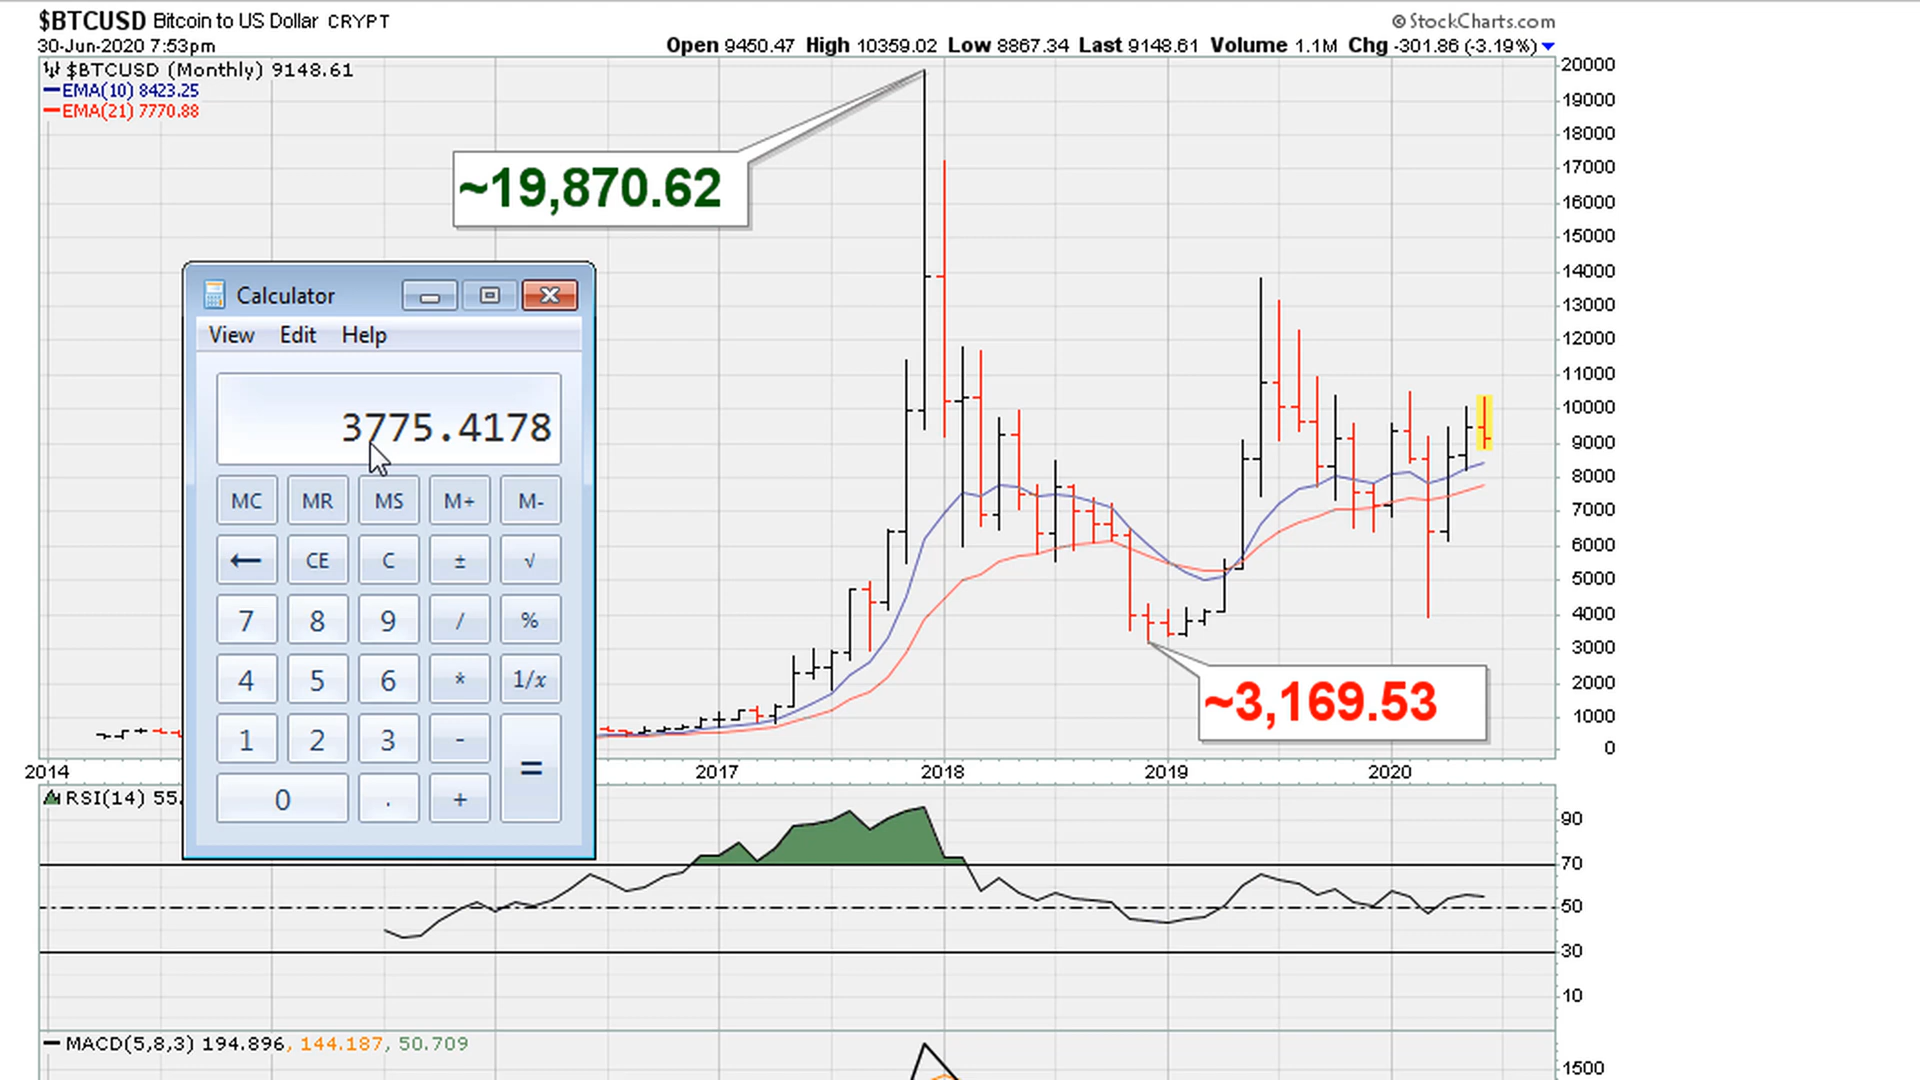 $BTCUSD Bitcoin to US Dollar CRYPT
© StockCharts.com
30-Jun-2020 7:53pm
Open 9450.47 High 10359.02 Low 8867.34 Last 9148.61 Volume 1.1M Chg -301.86 (-3.19%)
$BTCUSD (Monthly) 9148.61
EMA(10) 8423.25
EMA(21) 7770.88
20000
19000
18000
17000
16000
15000
14000
13000
12000
11000
10000
9000
8000
7000
6000
5000
4000
3000
2000
1000
0
~19,870.62
~3,169.53
Calculator
View Edit Help
3775.4178
MC MR MS M+ M-
← CE C ± √
7 8 9 / %
4 5 6 * 1/x
1 2 3 - =
0 . +
2014 2017 2018 2019 2020
RSI(14) 55.
90
70
50
30
10
MACD(5,8,3) 194.896, 144.187, 50.709
1500